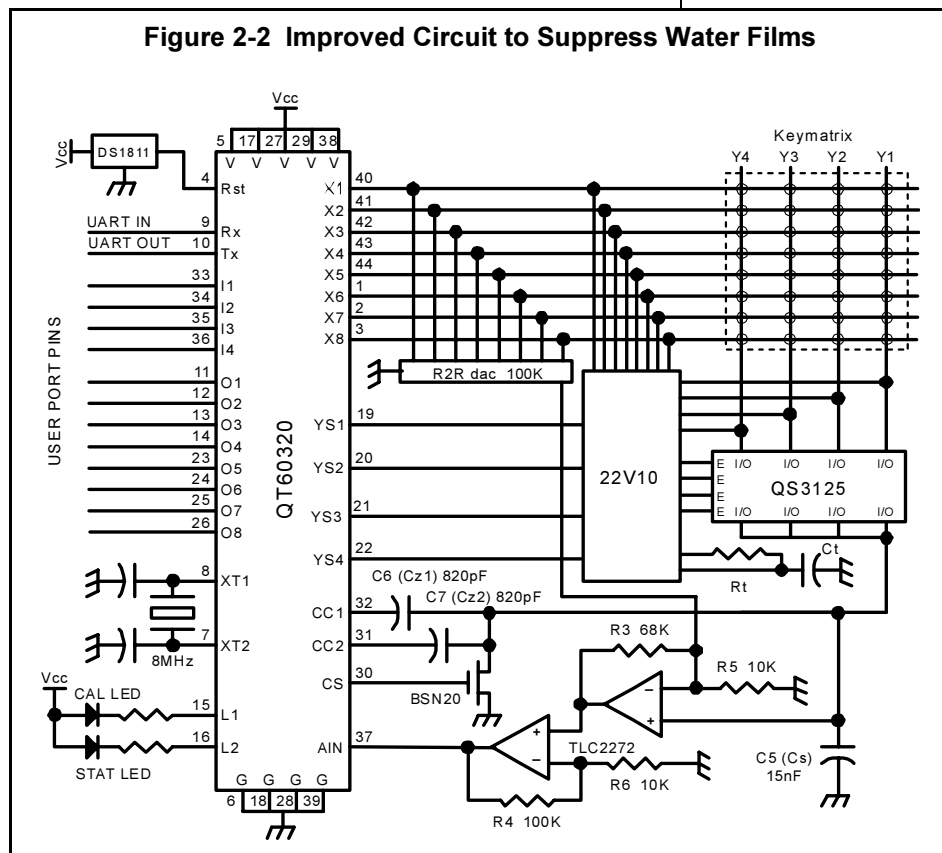 Figure 2-2 Improved Circuit to Suppress Water Films
Vcc
5 17 27 29 38
V V V V V
Vcc
DS1811
4
Rst
UART IN
9
Rx
UART OUT
10
Tx
33
I1
34
I2
35
I3
36
I4
11
O1
12
O2
13
O3
14
O4
23
O5
24
O6
25
O7
26
O8
USER PORT PINS
8
XT1
7
XT2
8MHz
Vcc
CAL LED
15
L1
16
L2
STAT LED
G G G G
6 18 28 39
QT60320
X1
40
X2
41
X3
42
X4
43
X5
44
X6
1
X7
2
X8
3
YS1
19
YS2
20
YS3
21
YS4
22
CC1
32
CC2
31
CS
30
AIN
37
Keymatrix
Y4 Y3 Y2 Y1
R2R dac 100K
22V10
E I/O I/O I/O I/O
E
E
E I/O I/O I/O I/O
QS3125
Rt
Ct
C6 (Cz1) 820pF
C7 (Cz2) 820pF
BSN20
R3 68K
R5 10K
−
+
+
−
TLC2272
R6 10K
R4 100K
C5 (Cs)
15nF